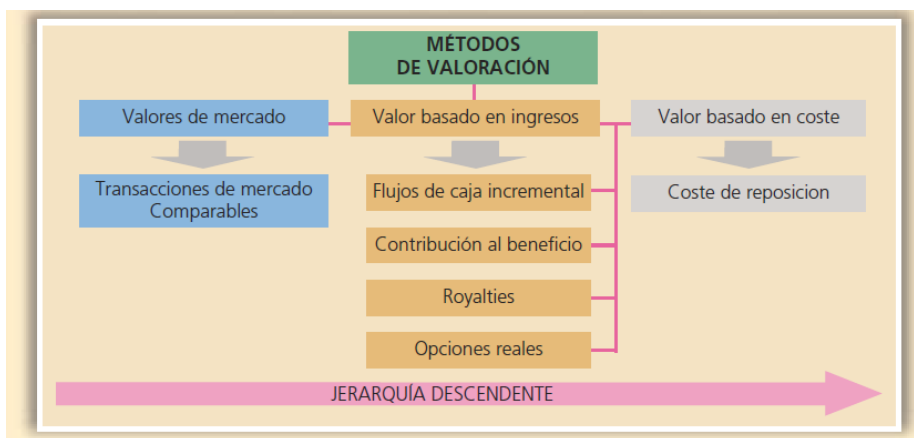 MÉTODOS
DE VALORACIÓN
Valores de mercado
Valor basado en ingresos
Valor basado en coste
Transacciones de mercado
Comparables
Flujos de caja incremental
Coste de reposicion
Contribución al beneficio
Royalties
Opciones reales
JERARQUÍA DESCENDENTE